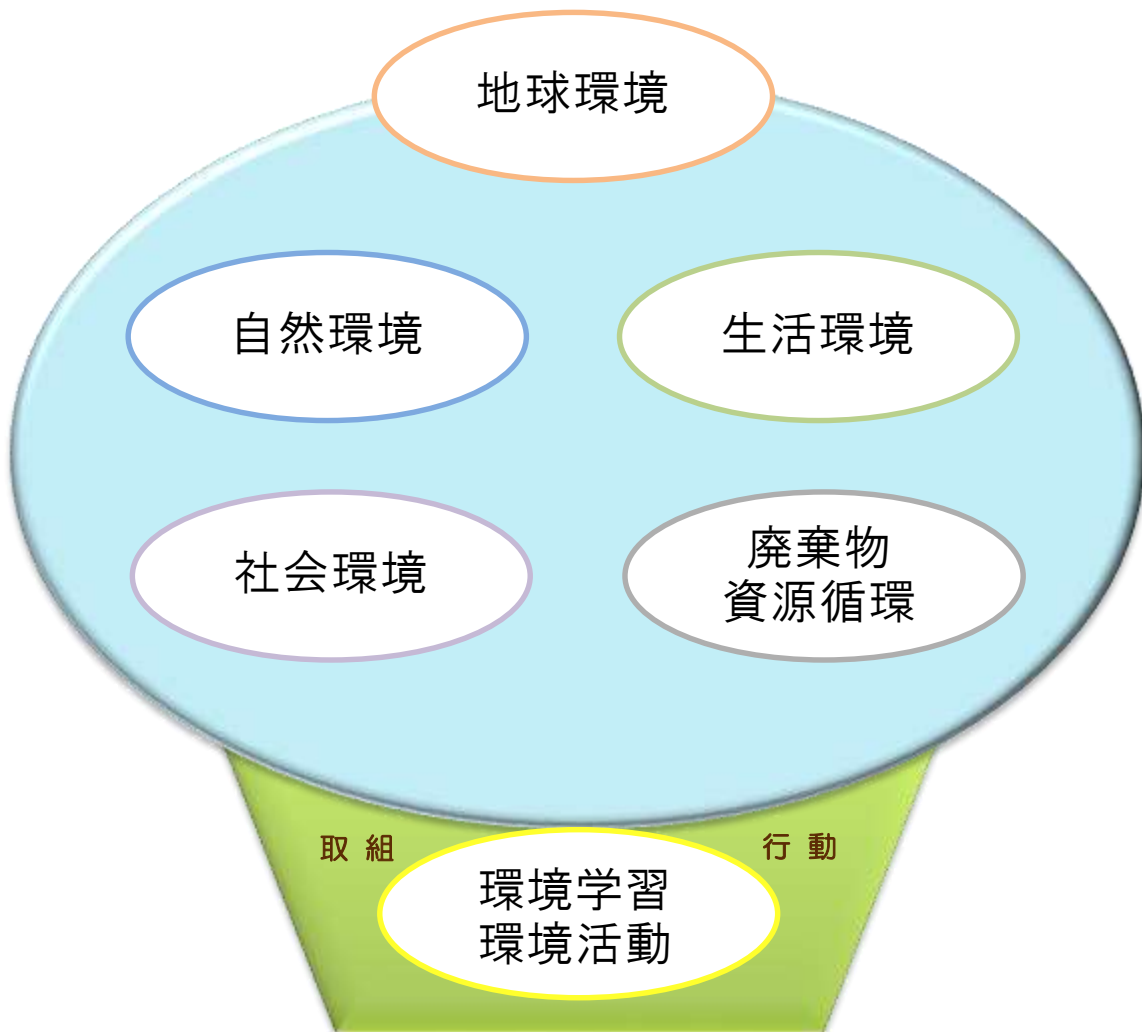 地球環境
自然環境
生活環境
社会環境
廃棄物
資源循環
取組
行動
環境学習
環境活動